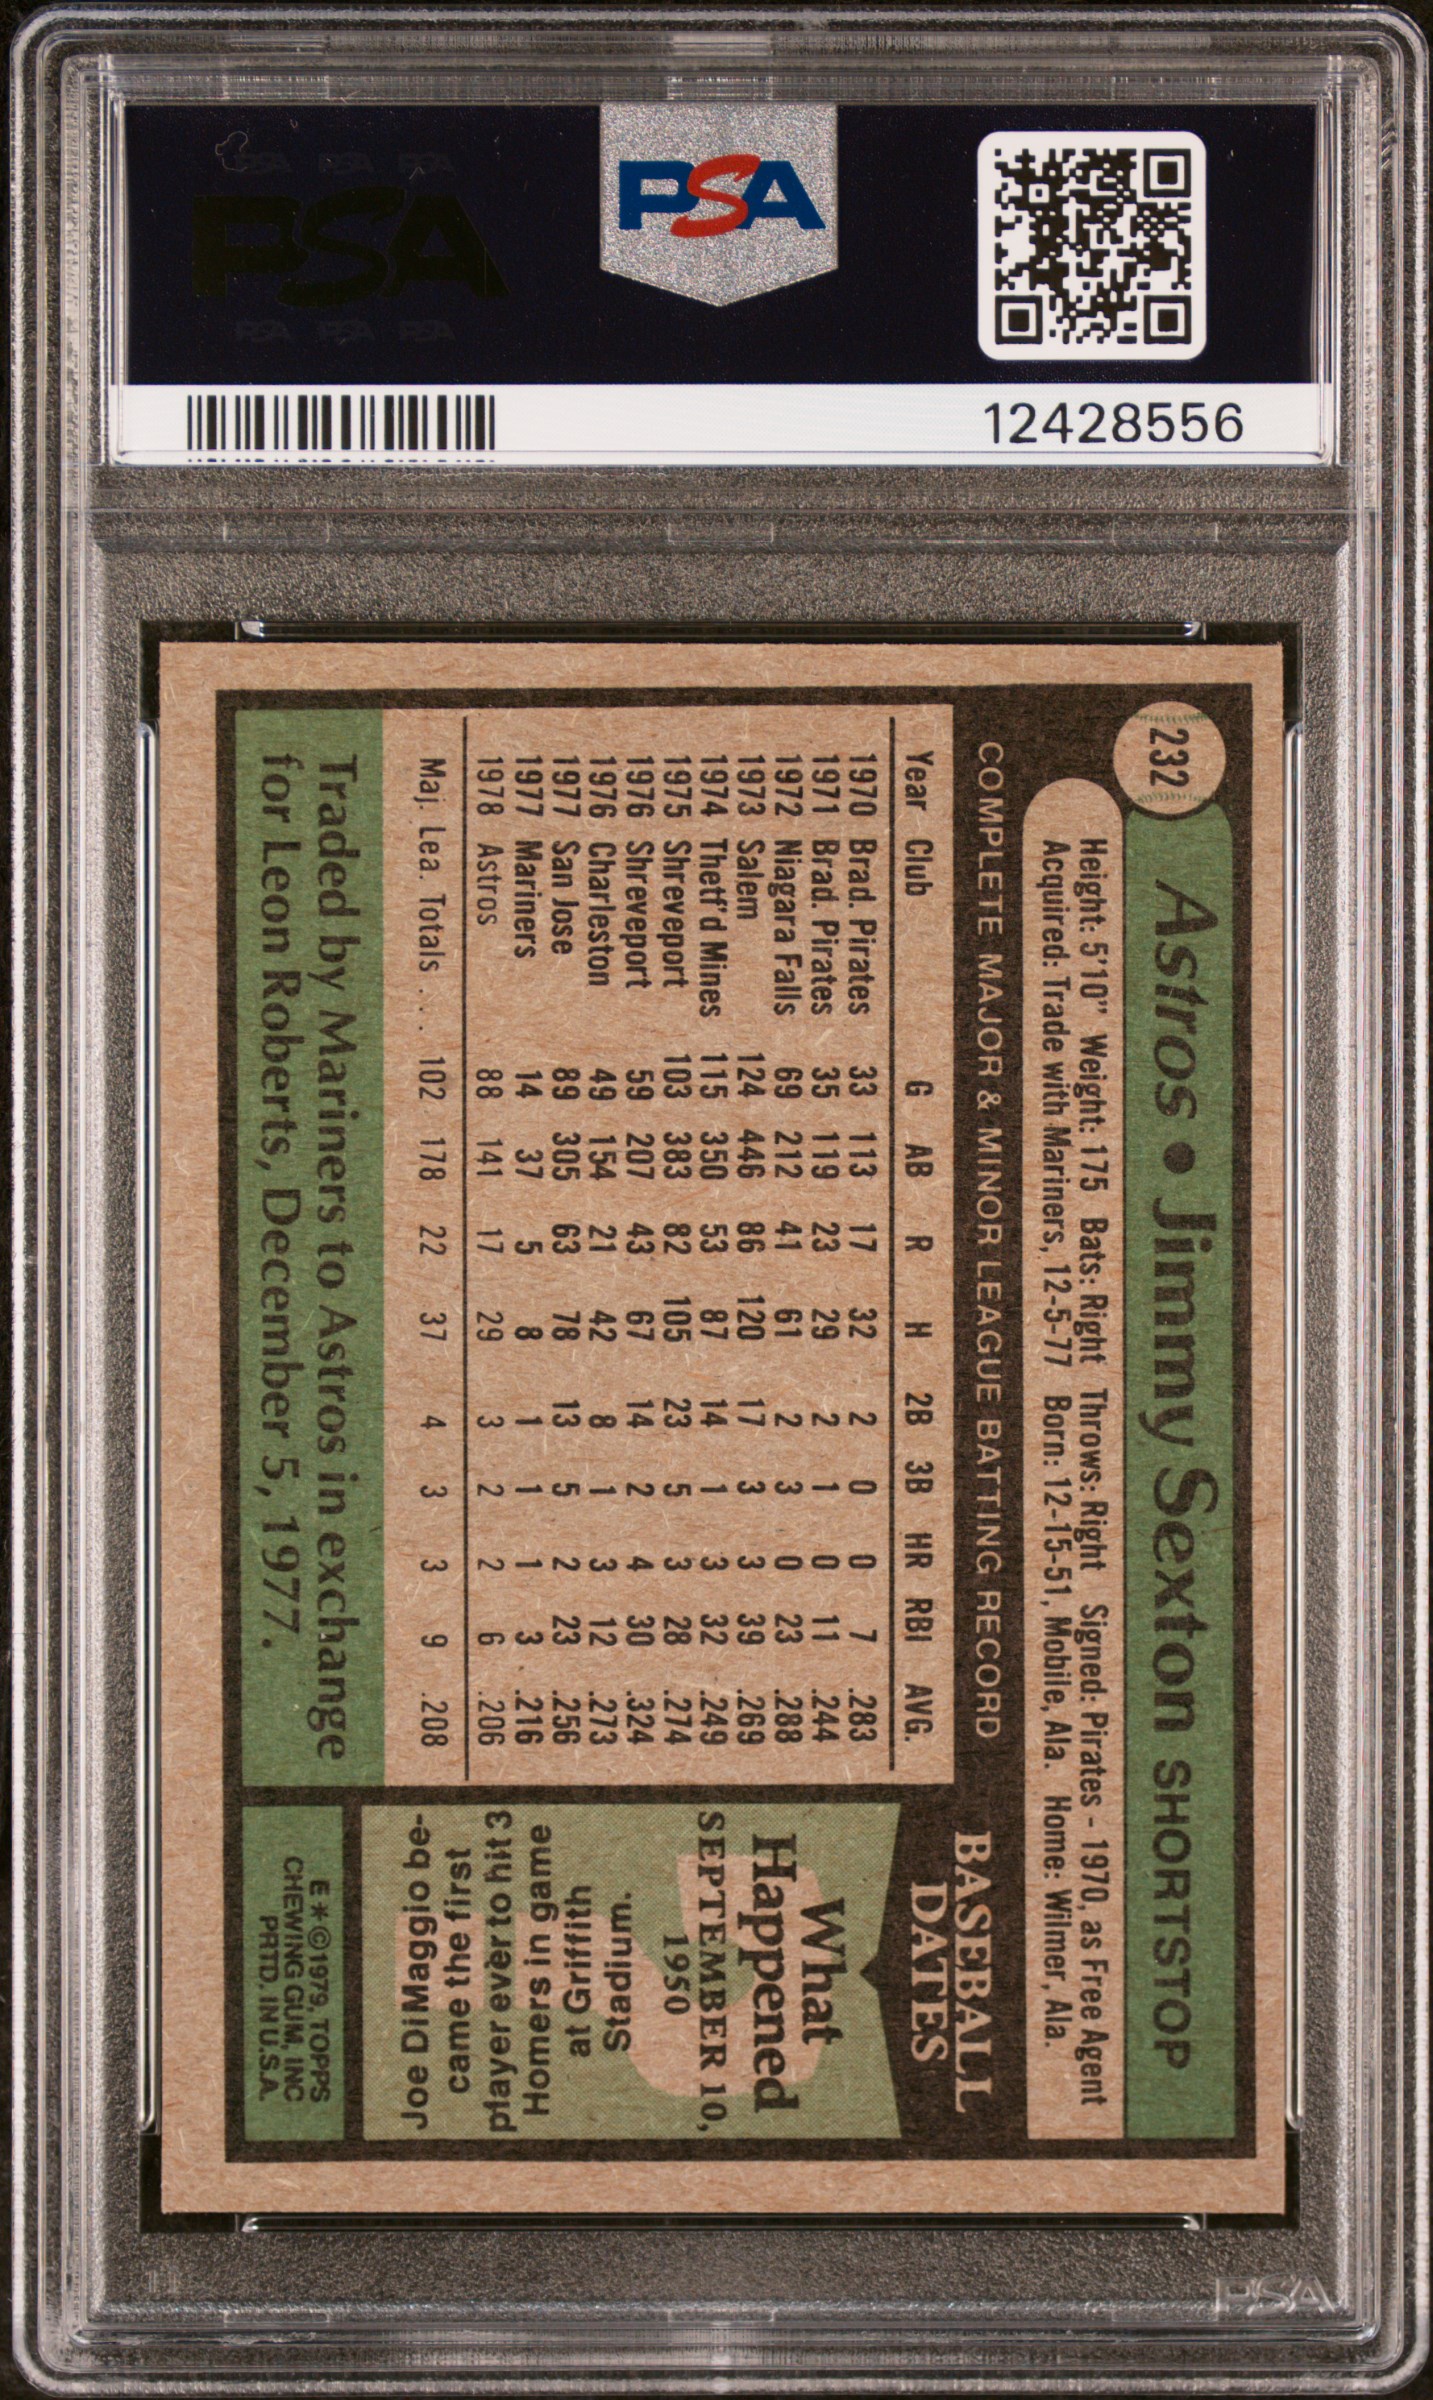 PSA
PSA PSA PSA
PSA
PSA PSA PSA
12428556
232
Astros • Jimmy Sexton SHORTSTOP
Height: 5'10" Weight: 175 Bats: Right Throws: Right Signed: Pirates - 1970, as Free Agent
Acquired: Trade with Mariners, 12-5-77 Born: 12-15-51, Mobile, Ala. Home: Wilmer, Ala.
COMPLETE MAJOR & MINOR LEAGUE BATTING RECORD
Year Club G AB R H 2B 3B HR RBI AVG.
1970 Brad. Pirates 33 113 17 32 2 0 0 7 .283
1971 Brad. Pirates 35 119 23 29 2 1 0 11 .244
1972 Niagara Falls 69 212 41 61 2 3 0 23 .288
1973 Salem 124 446 86 120 17 3 3 39 .269
1974 Thetf'd Mines 115 350 53 87 14 1 3 32 .249
1975 Shreveport 103 383 82 105 23 5 3 28 .274
1976 Shreveport 59 207 43 67 14 2 4 30 .324
1976 Charleston 49 154 21 42 8 1 3 12 .273
1977 San Jose 89 305 63 78 13 5 2 23 .256
1977 Mariners 14 37 5 8 1 1 1 3 .216
1978 Astros 88 141 17 29 3 2 2 6 .206
Maj. Lea. Totals . . . 102 178 22 37 4 3 3 9 .208
Traded by Mariners to Astros in exchange
for Leon Roberts, December 5, 1977.
BASEBALL
DATES
What
Happened
SEPTEMBER 10,
1950
Joe DiMaggio be-
came the first
player ever to hit 3
Homers in game
at Griffith
Stadium.
E✱©1979, TOPPS
CHEWING GUM, INC
PRTD. IN U.S.A.
PSA